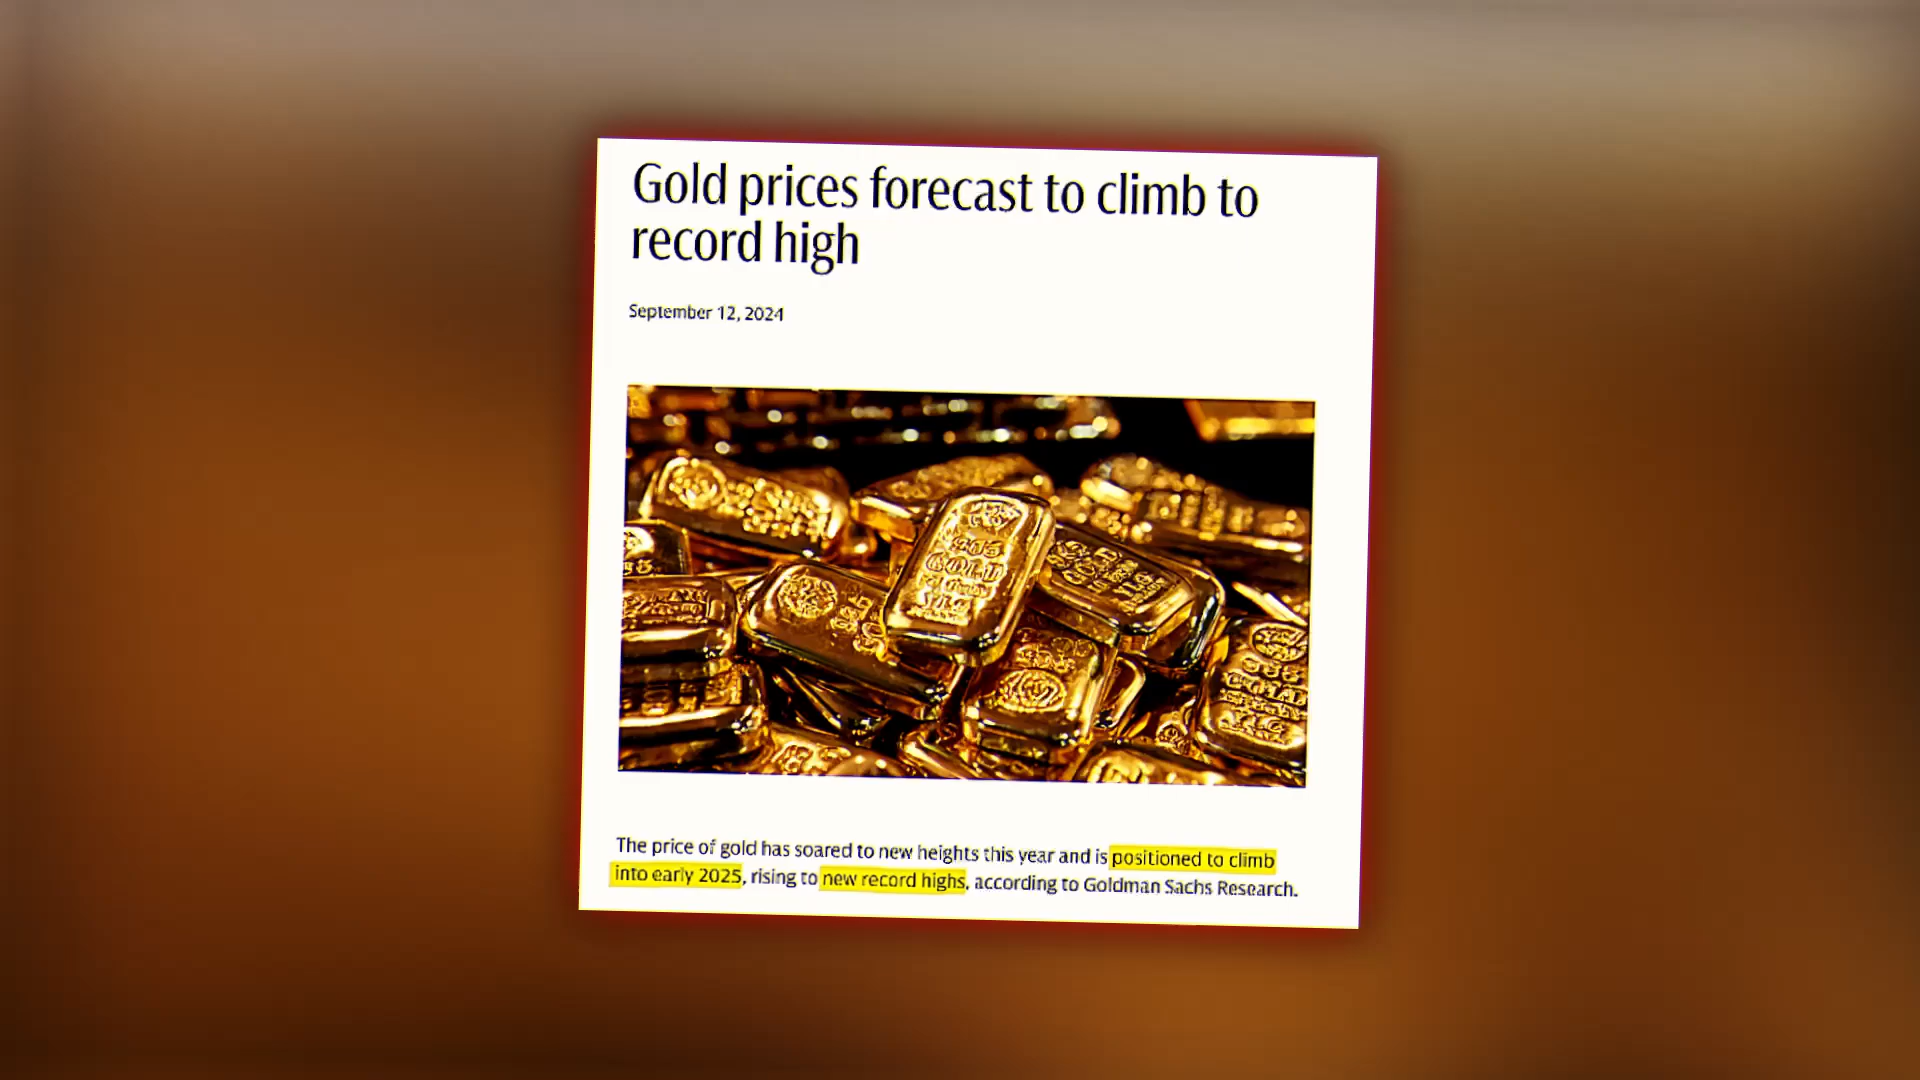 Gold prices forecast to climb to
record high
September 12, 2024
GOLD
The price of gold has soared to new heights this year and is positioned to climb
into early 2025, rising to new record highs, according to Goldman Sachs Research.